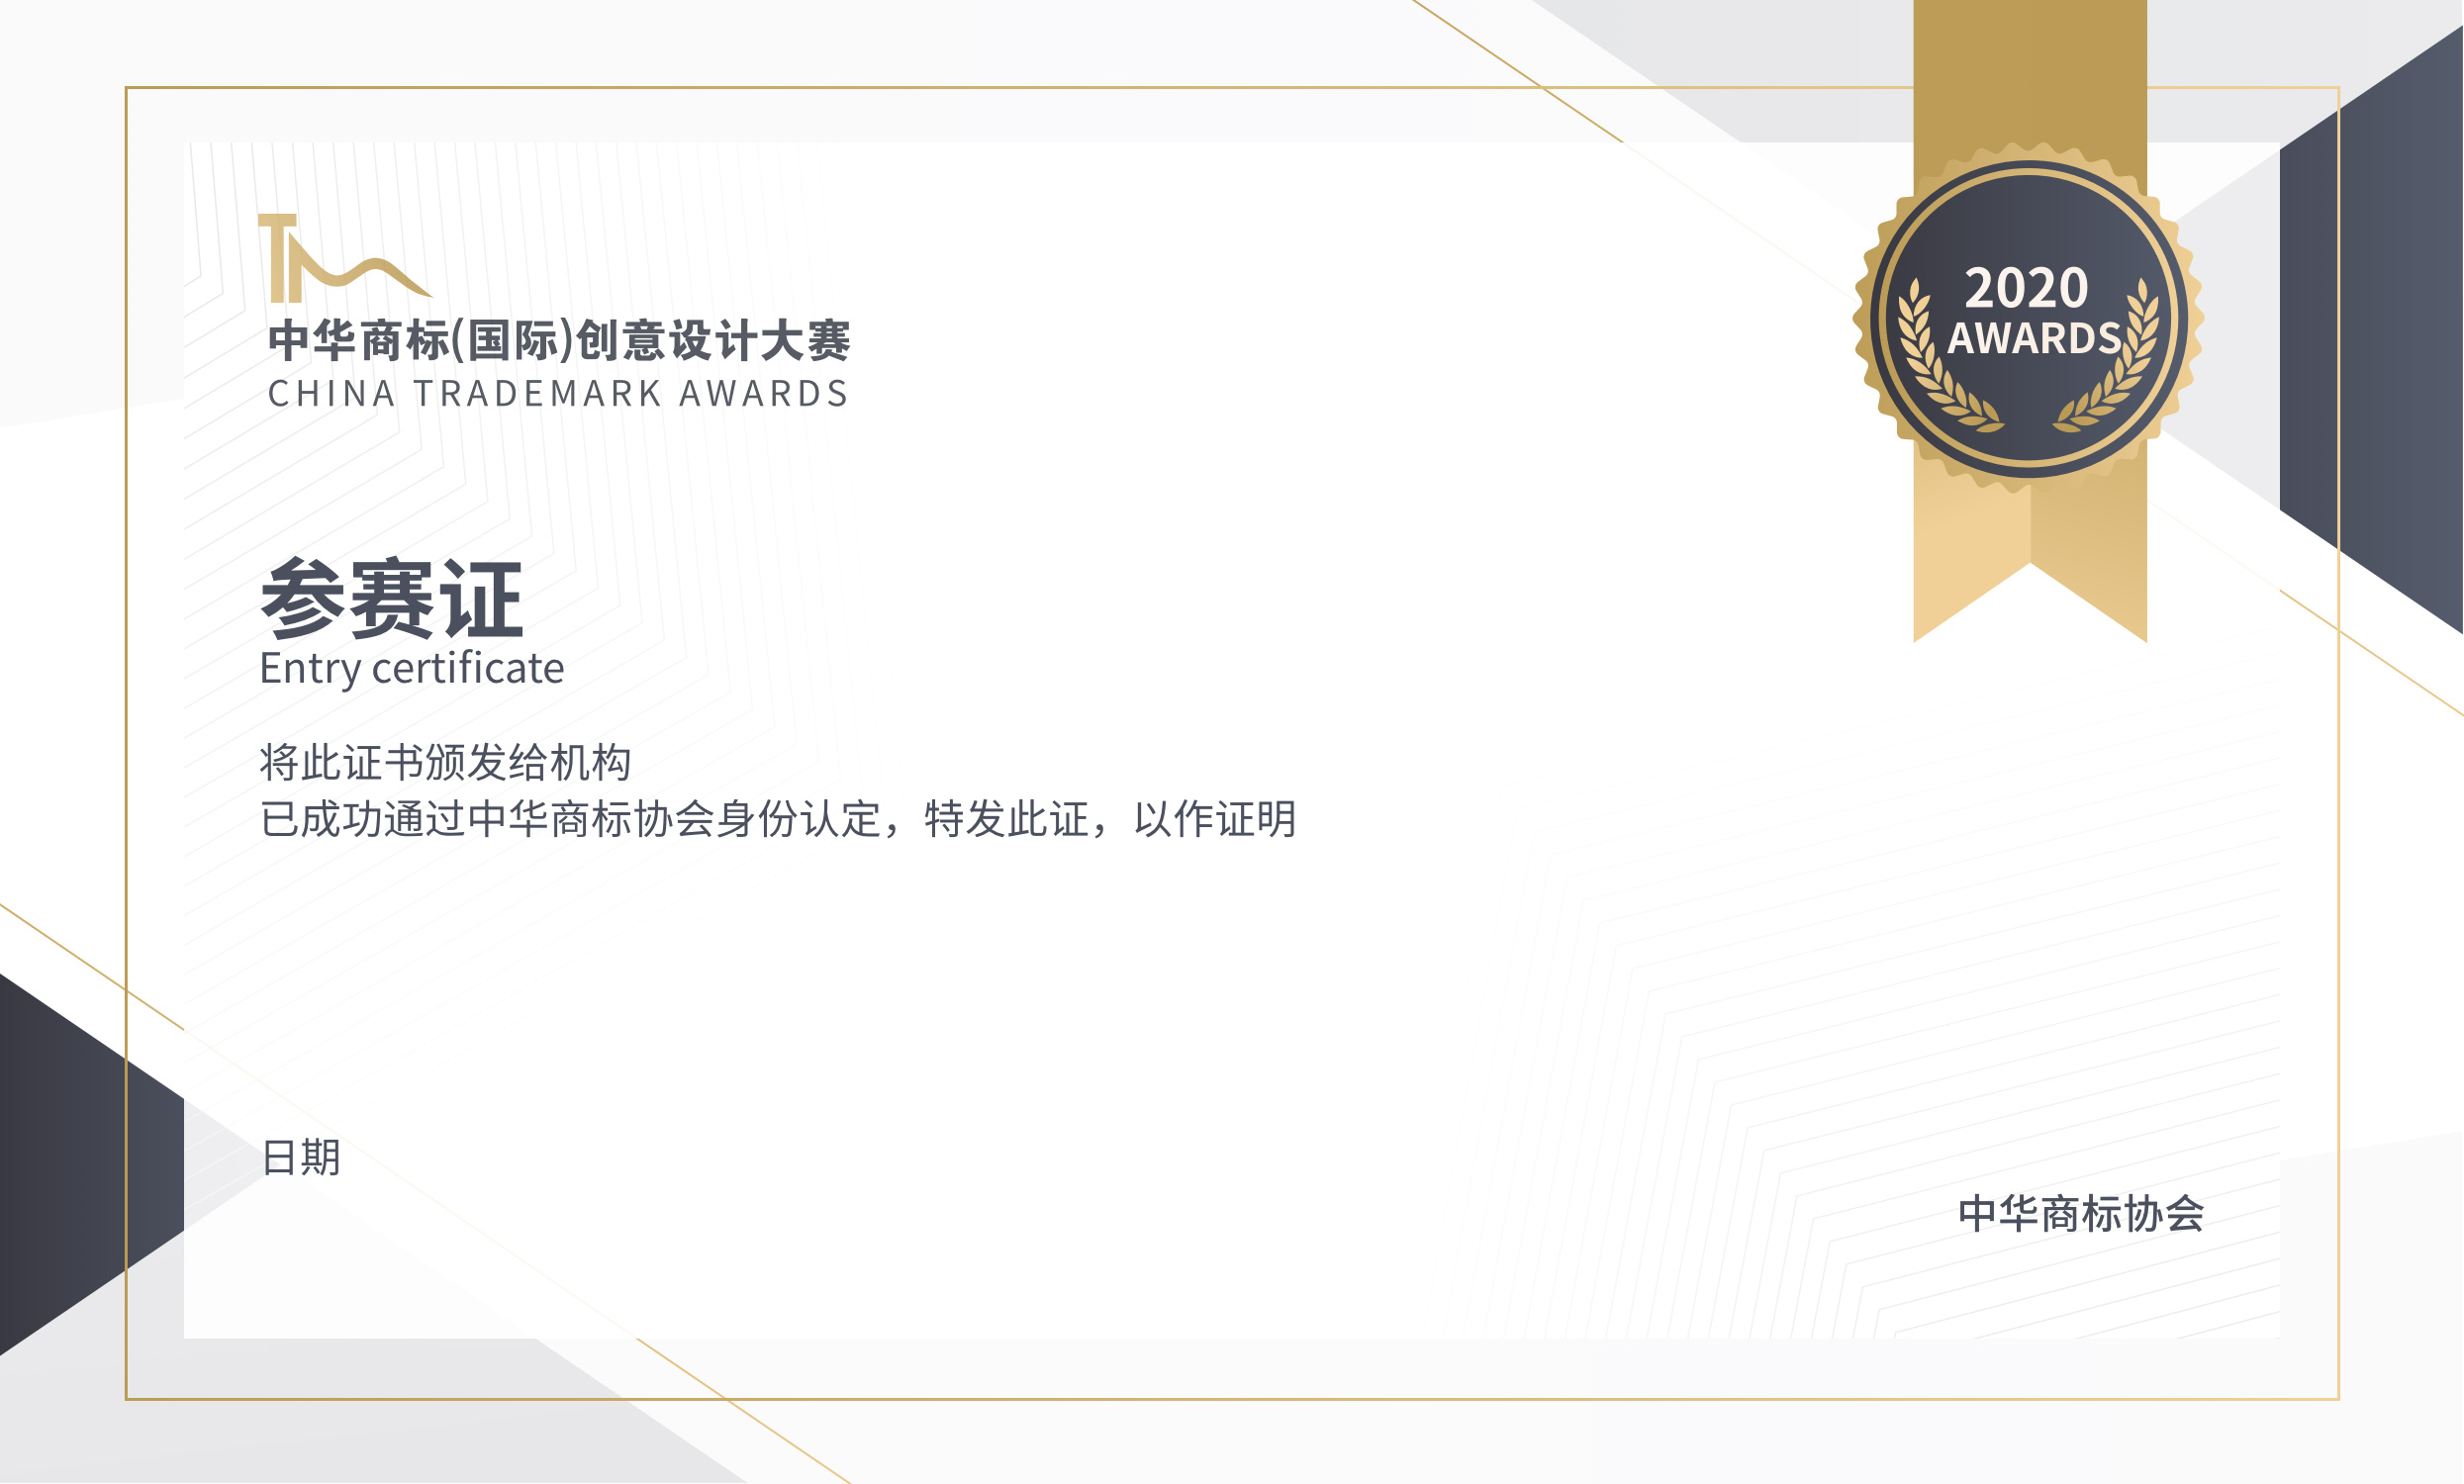 TM
中华商标(国际)创意设计大赛
CHINA TRADEMARK AWARDS
2020
AWARDS
参赛证
Entry certificate
将此证书颁发给机构
已成功通过中华商标协会身份认定，特发此证，以作证明
日期
中华商标协会